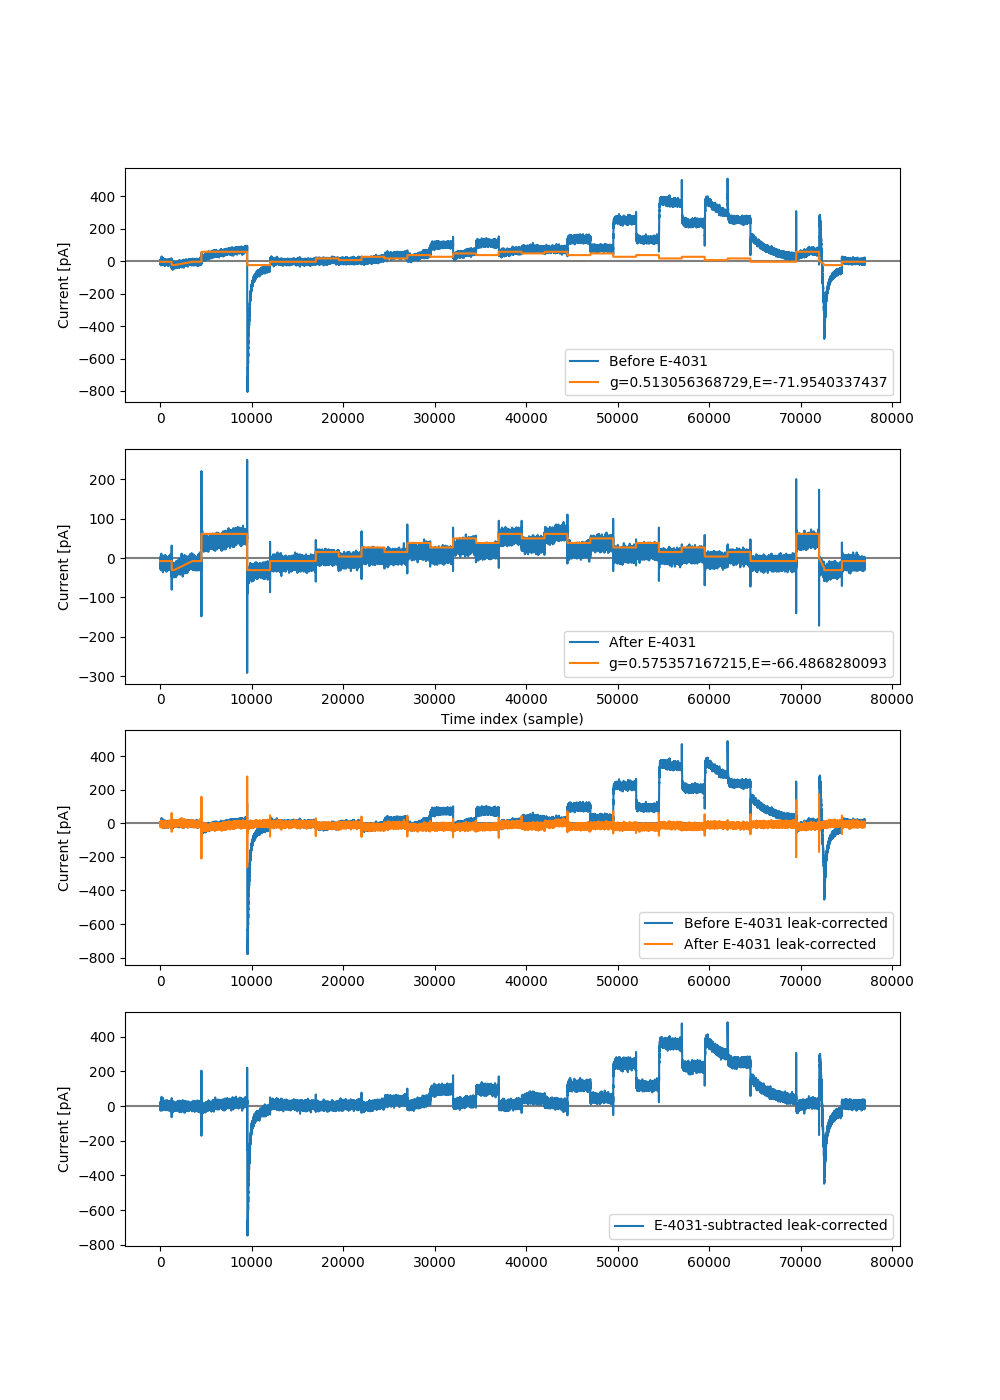 400
200
0
−200
−400
−600
−800
Current [pA]
Before E-4031
g=0.513056368729,E=-71.9540337437
0 10000 20000 30000 40000 50000 60000 70000 80000
200
100
0
−100
−200
−300
Current [pA]
After E-4031
g=0.575357167215,E=-66.4868280093
0 10000 20000 30000 40000 50000 60000 70000 80000
Time index (sample)
400
200
0
−200
−400
−600
−800
Current [pA]
Before E-4031 leak-corrected
After E-4031 leak-corrected
0 10000 20000 30000 40000 50000 60000 70000 80000
400
200
0
−200
−400
−600
−800
Current [pA]
E-4031-subtracted leak-corrected
0 10000 20000 30000 40000 50000 60000 70000 80000